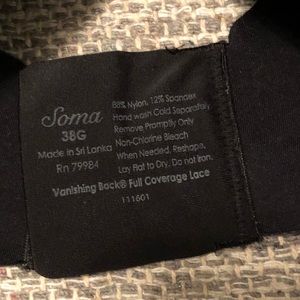 Soma
38G
Made in Sri Lanka
Rn 79984
88% Nylon, 12% Spandex
Hand wash Cold Separately
Remove Promptly Only
Non-Chlorine Bleach
When Needed, Reshape,
Lay Flat to Dry. Do not Iron.
Vanishing Back® Full Coverage Lace
111601